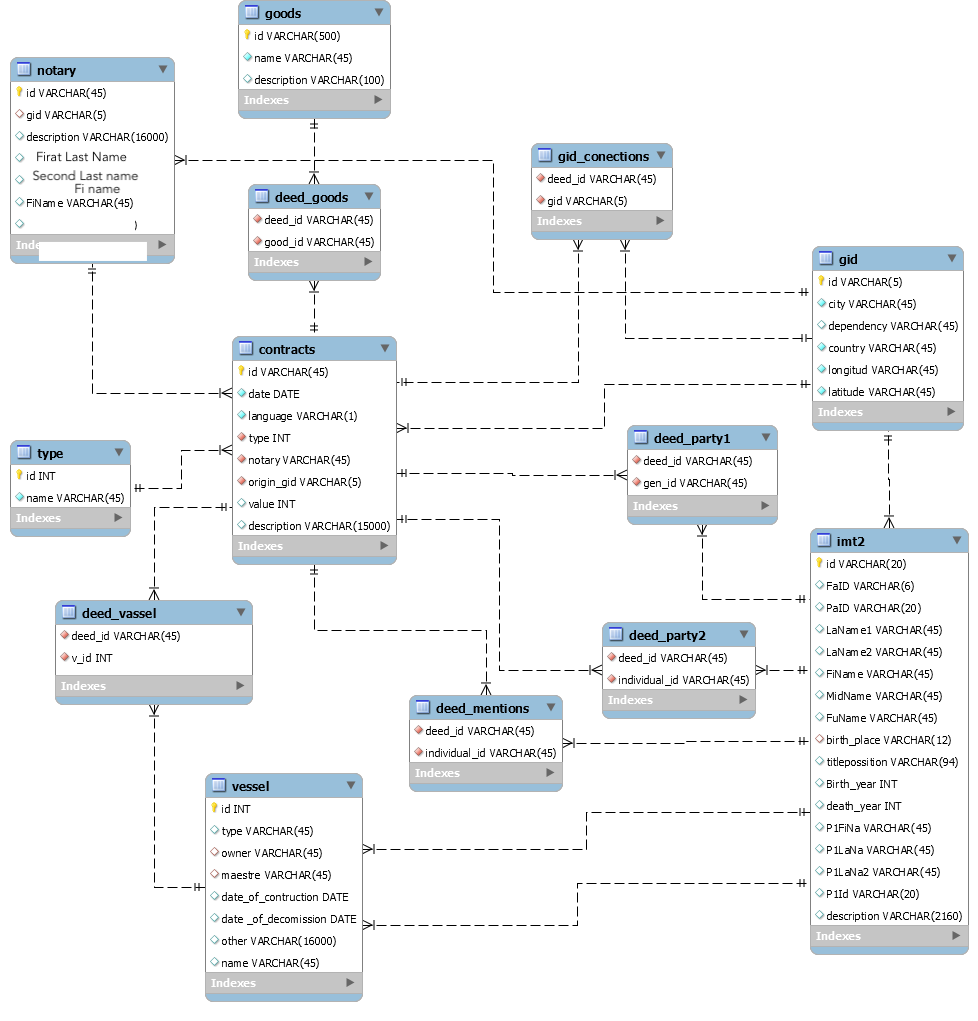 goods
id VARCHAR(500)
name VARCHAR(45)
description VARCHAR(100)
Indexes
notary
id VARCHAR(45)
gid VARCHAR(5)
description VARCHAR(16000)
Firat Last Name
Second Last name
Fi name
FiName VARCHAR(45)
)
Inde
gid_conections
deed_id VARCHAR(45)
gid VARCHAR(5)
Indexes
deed_goods
deed_id VARCHAR(45)
good_id VARCHAR(45)
Indexes
gid
id VARCHAR(5)
city VARCHAR(45)
dependency VARCHAR(45)
country VARCHAR(45)
longitud VARCHAR(45)
latitude VARCHAR(45)
Indexes
contracts
id VARCHAR(45)
date DATE
language VARCHAR(1)
type INT
notary VARCHAR(45)
origin_gid VARCHAR(5)
value INT
description VARCHAR(15000)
Indexes
type
id INT
name VARCHAR(45)
Indexes
deed_party1
deed_id VARCHAR(45)
gen_id VARCHAR(45)
Indexes
imt2
id VARCHAR(20)
FaID VARCHAR(6)
PaID VARCHAR(20)
LaName1 VARCHAR(45)
LaName2 VARCHAR(45)
FiName VARCHAR(45)
MidName VARCHAR(45)
FuName VARCHAR(45)
birth_place VARCHAR(12)
titlepossition VARCHAR(94)
Birth_year INT
death_year INT
P1FiNa VARCHAR(45)
P1LaNa VARCHAR(45)
P1LaNa2 VARCHAR(45)
P1Id VARCHAR(20)
description VARCHAR(2160)
Indexes
deed_vassel
deed_id VARCHAR(45)
v_id INT
Indexes
deed_party2
deed_id VARCHAR(45)
individual_id VARCHAR(45)
Indexes
deed_mentions
deed_id VARCHAR(45)
individual_id VARCHAR(45)
Indexes
vessel
id INT
type VARCHAR(45)
owner VARCHAR(45)
maestre VARCHAR(45)
date_of_contruction DATE
date _of_decomission DATE
other VARCHAR(16000)
name VARCHAR(45)
Indexes